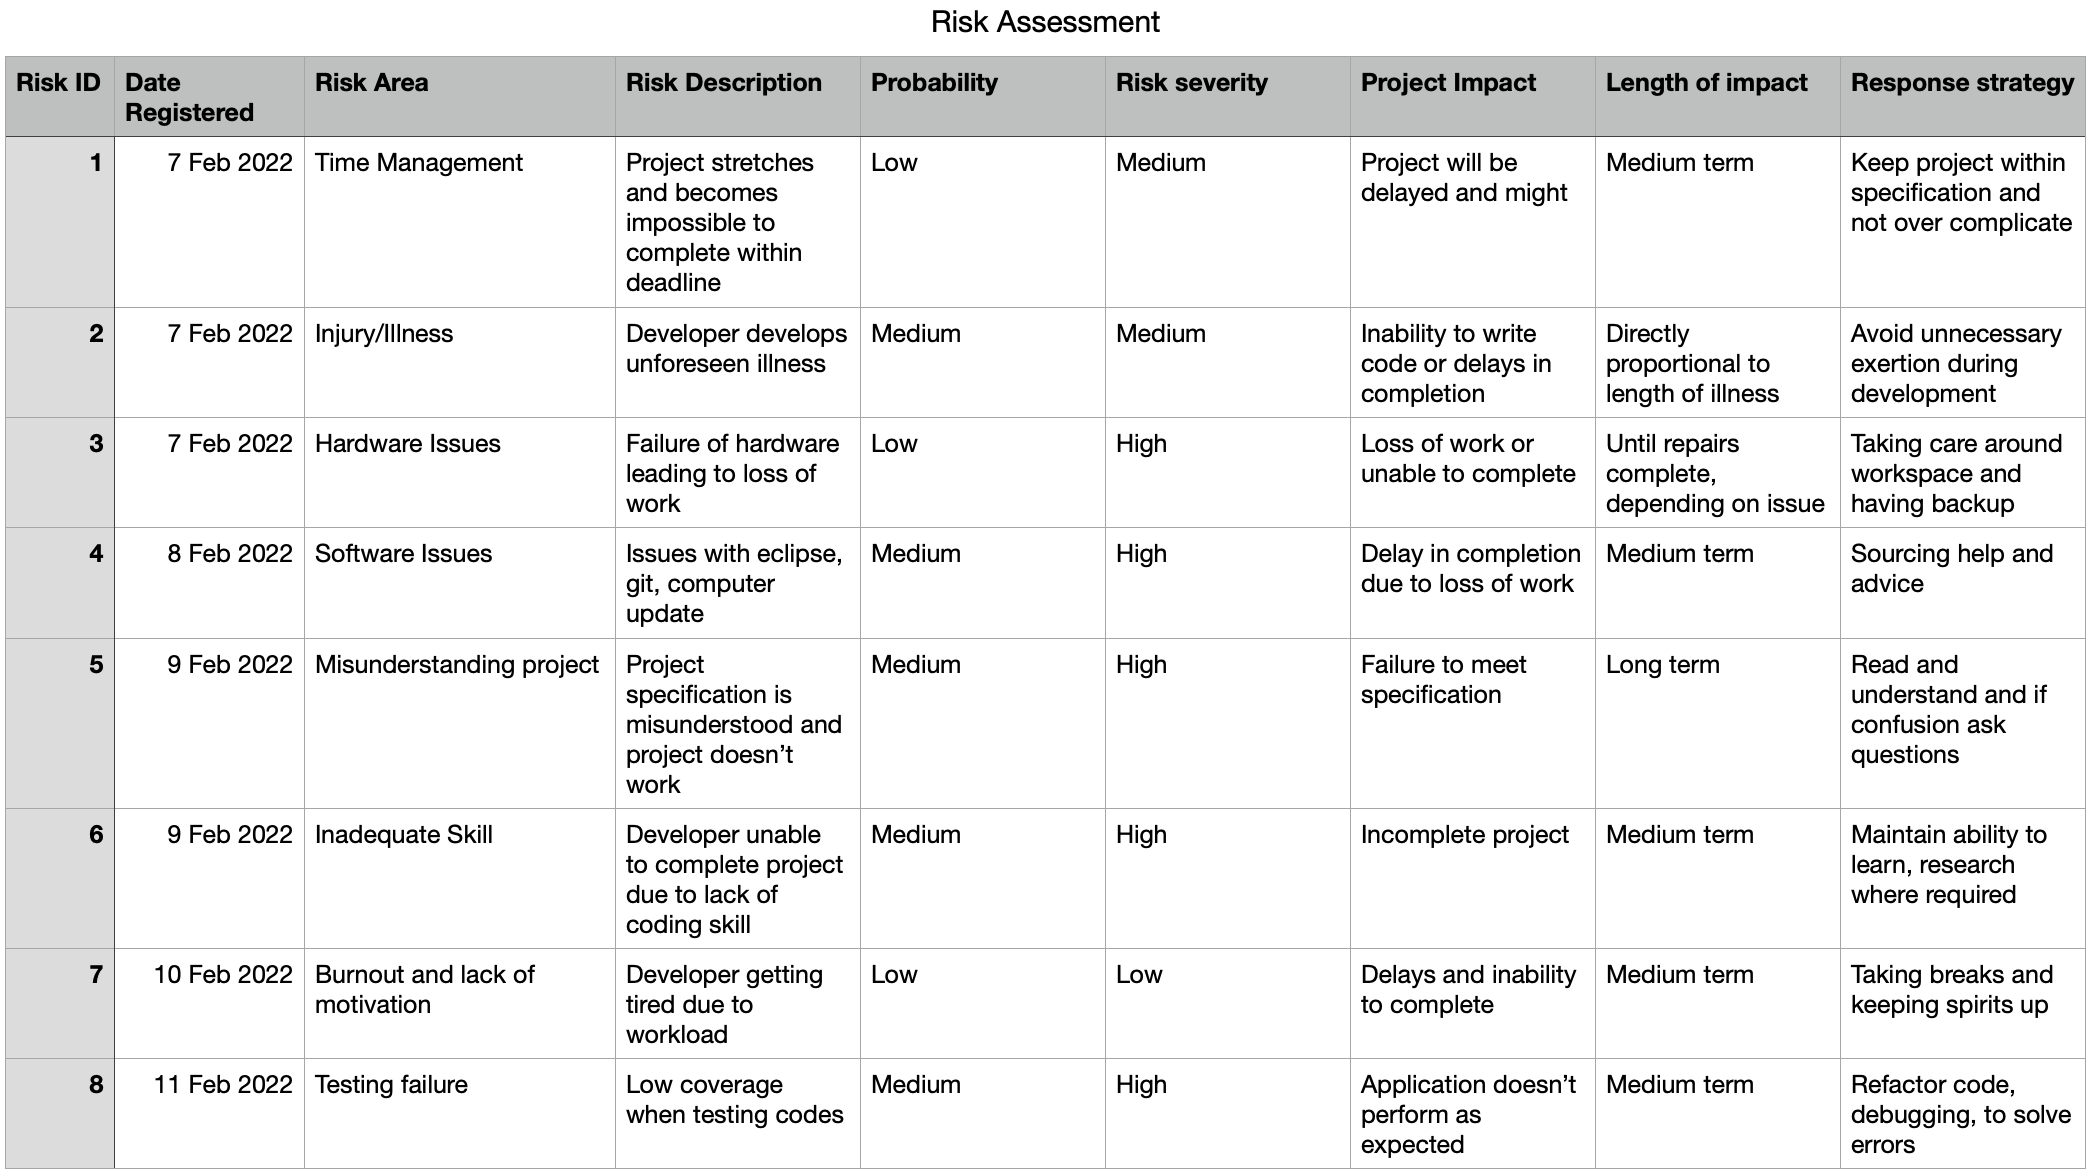 Risk Assessment
Risk ID Date Registered Risk Area Risk Description Probability Risk severity Project Impact Length of impact Response strategy
1 7 Feb 2022 Time Management Project stretches and becomes impossible to complete within deadline Low Medium Project will be delayed and might Medium term Keep project within specification and not over complicate
2 7 Feb 2022 Injury/Illness Developer develops unforeseen illness Medium Medium Inability to write code or delays in completion Directly proportional to length of illness Avoid unnecessary exertion during development
3 7 Feb 2022 Hardware Issues Failure of hardware leading to loss of work Low High Loss of work or unable to complete Until repairs complete, depending on issue Taking care around workspace and having backup
4 8 Feb 2022 Software Issues Issues with eclipse, git, computer update Medium High Delay in completion due to loss of work Medium term Sourcing help and advice
5 9 Feb 2022 Misunderstanding project Project specification is misunderstood and project doesn’t work Medium High Failure to meet specification Long term Read and understand and if confusion ask questions
6 9 Feb 2022 Inadequate Skill Developer unable to complete project due to lack of coding skill Medium High Incomplete project Medium term Maintain ability to learn, research where required
7 10 Feb 2022 Burnout and lack of motivation Developer getting tired due to workload Low Low Delays and inability to complete Medium term Taking breaks and keeping spirits up
8 11 Feb 2022 Testing failure Low coverage when testing codes Medium High Application doesn’t perform as expected Medium term Refactor code, debugging, to solve errors